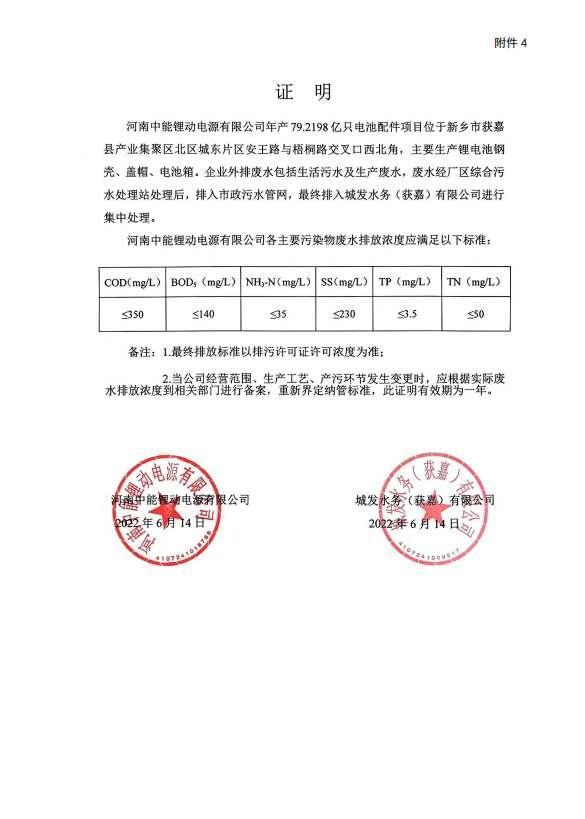 附件 4
证 明
河南中能锂动电源有限公司年产 79.2198 亿只电池配件项目位于新乡市获嘉
县产业集聚区北区城东片区安王路与梧桐路交叉口西北角，主要生产锂电池钢
壳、盖帽、电池箱。企业外排废水包括生活污水及生产废水，废水经厂区综合污
水处理站处理后，排入市政污水管网，最终排入城发水务（获嘉）有限公司进行
集中处理。
河南中能锂动电源有限公司各主要污染物废水排放浓度应满足以下标准：
COD（mg/L） BOD₅（mg/L） NH₃-N（mg/L） SS（mg/L） TP（mg/L） TN（mg/L）
≤350 ≤140 ≤35 ≤230 ≤3.5 ≤50
备注：1.最终排放标准以排污许可证许可浓度为准；
2.当公司经营范围、生产工艺、产污环节发生变更时，应根据实际废
水排放浓度到相关部门进行备案，重新界定纳管标准，此证明有效期为一年。
河南中能锂动电源有限公司
2022 年 6 月 14 日
河南中能锂动电源有限公司
城发水务（获嘉）有限公司
2022 年 6 月 14 日
城发水务（获嘉）有限公司